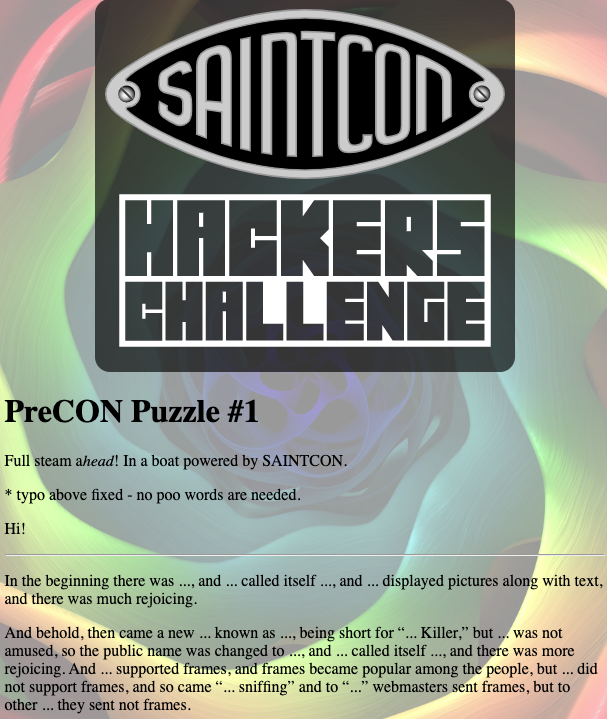 SAINTCON
HACKERS
CHALLENGE
PreCON Puzzle #1
Full steam ahead! In a boat powered by SAINTCON.
* typo above fixed - no poo words are needed.
Hi!
In the beginning there was ..., and ... called itself ..., and ... displayed pictures along with text,
and there was much rejoicing.
And behold, then came a new ... known as ..., being short for “... Killer,” but ... was not
amused, so the public name was changed to ..., and ... called itself ..., and there was more
rejoicing. And ... supported frames, and frames became popular among the people, but ... did
not support frames, and so came “... sniffing” and to “...” webmasters sent frames, but to
other ... they sent not frames.